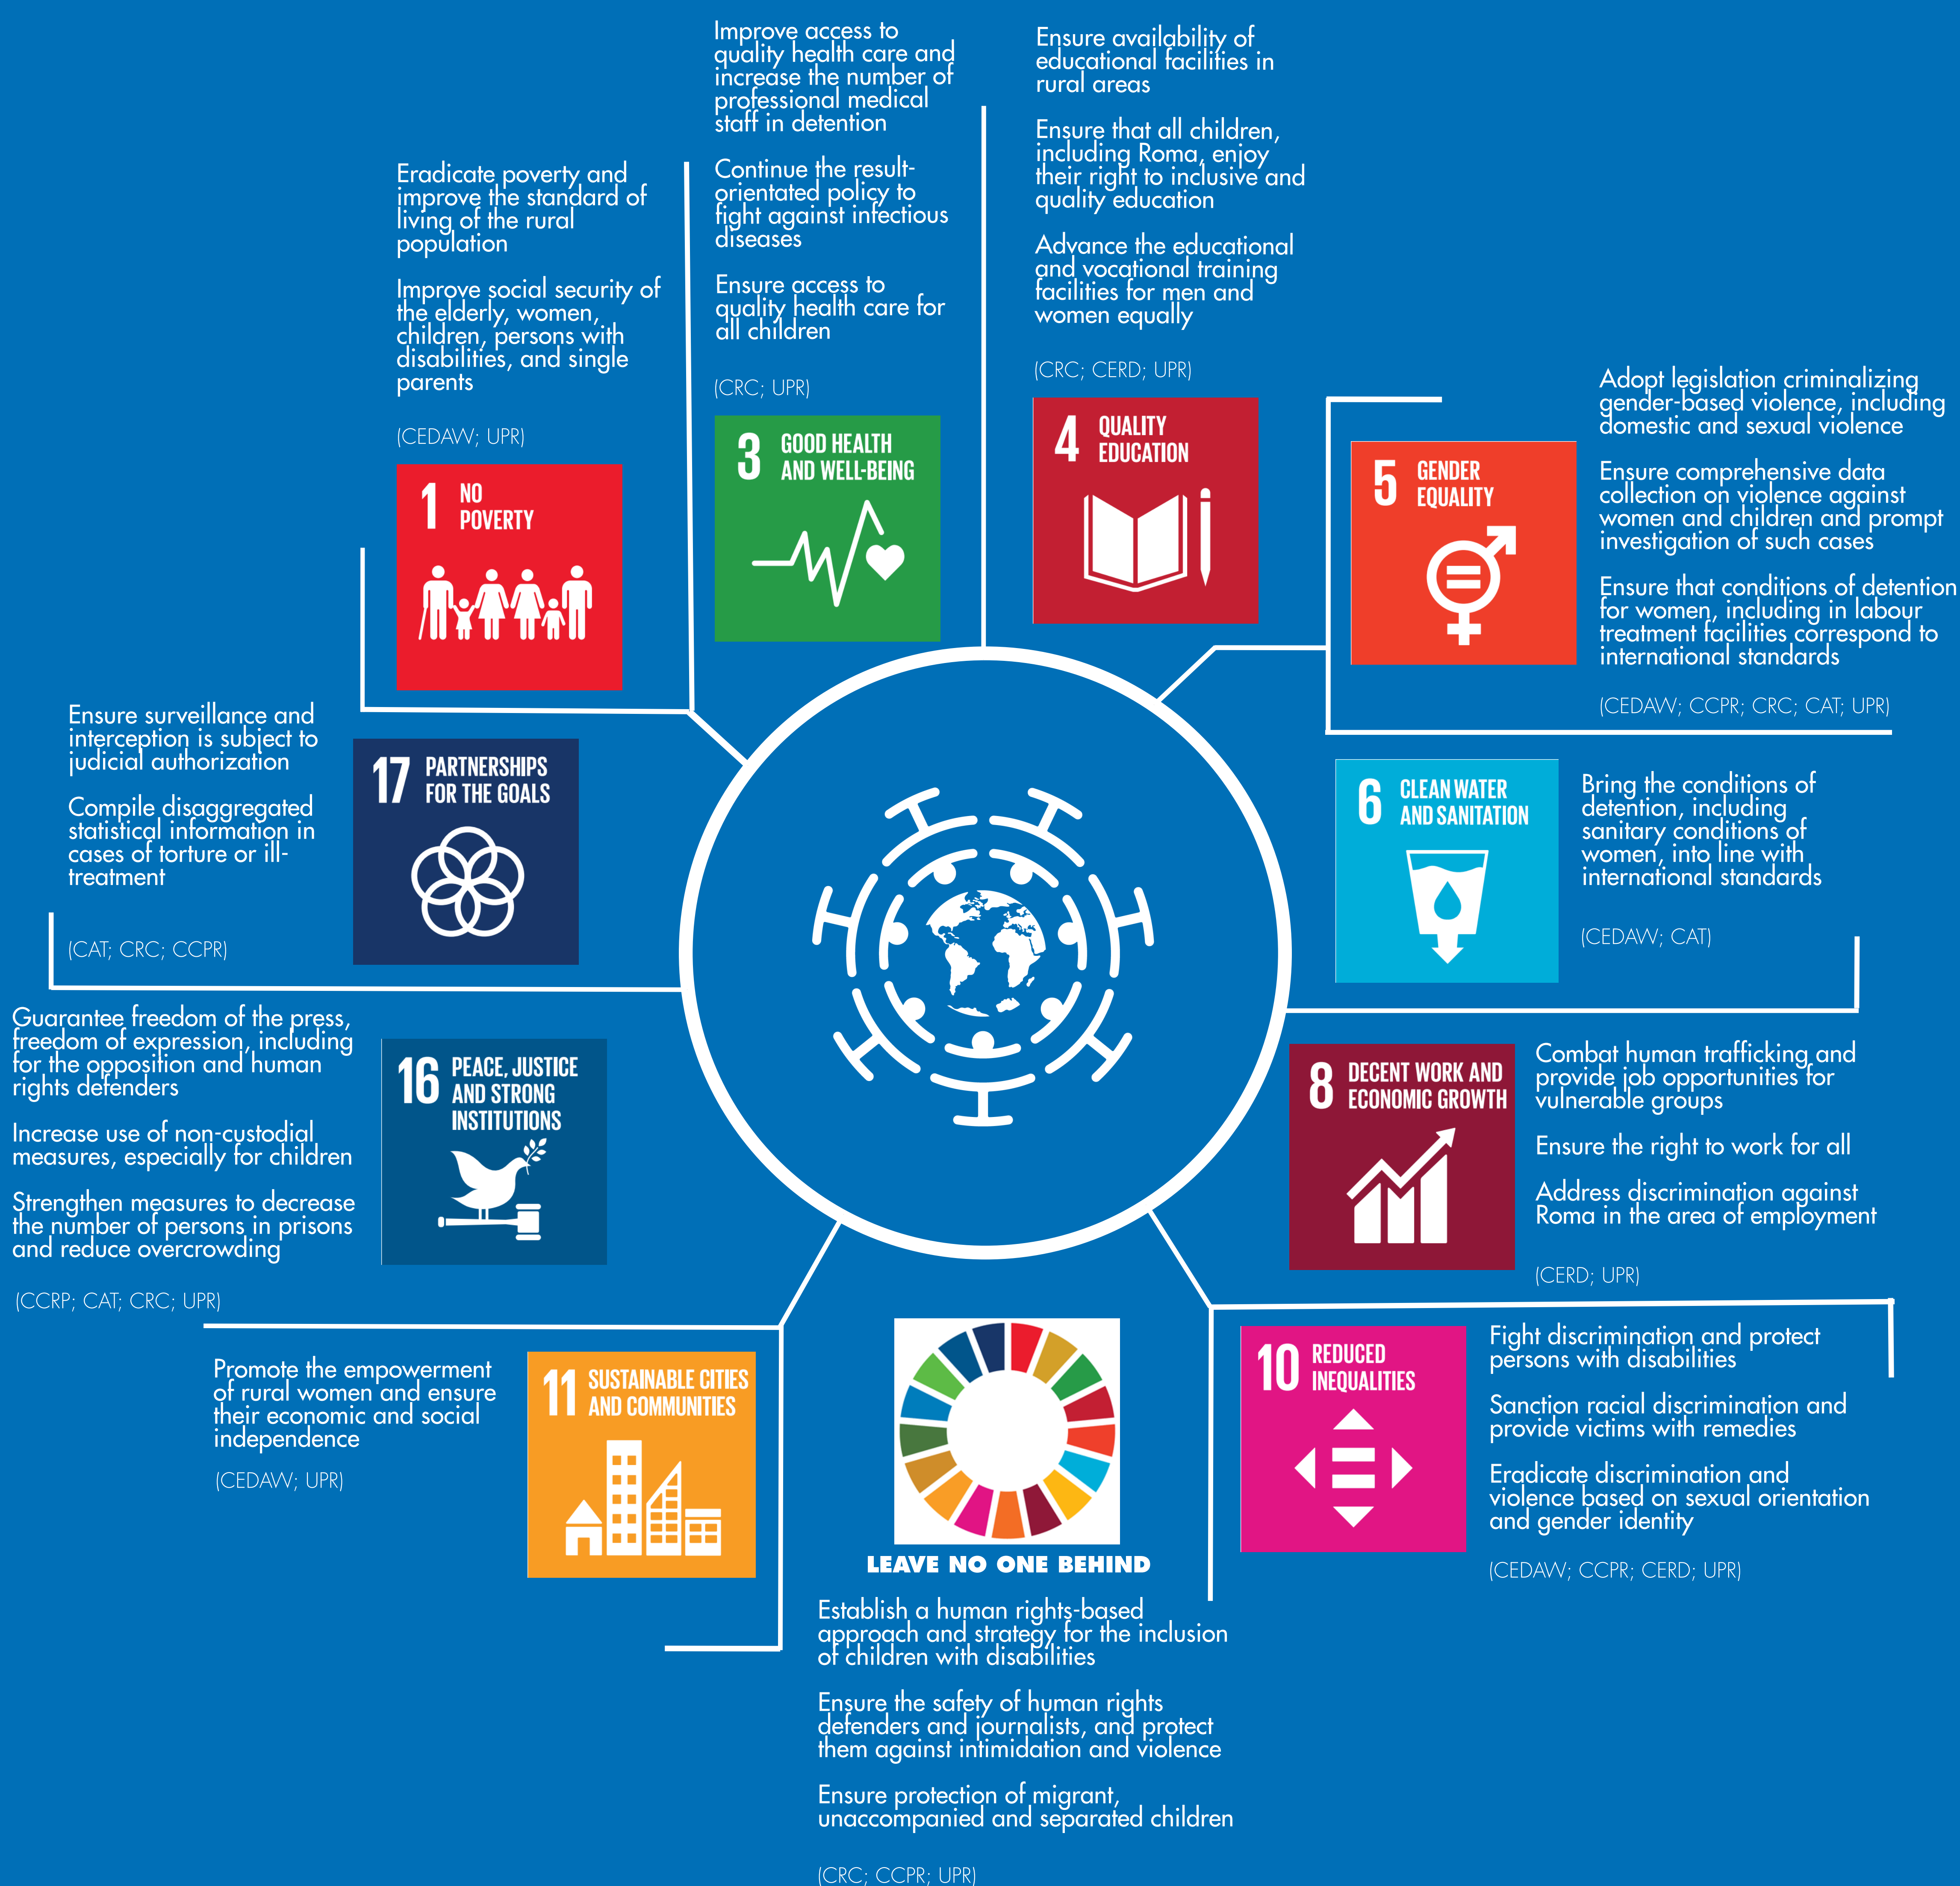 Eradicate poverty and
improve the standard of
living of the rural
population
Improve social security of
the elderly, women,
children, persons with
disabilities, and single
parents
(CEDAW; UPR)
1 NO
POVERTY
Improve access to
quality health care and
increase the number of
professional medical
staff in detention
Continue the result-
orientated policy to
fight against infectious
diseases
Ensure access to
quality health care for
all children
(CRC; UPR)
3 GOOD HEALTH
AND WELL-BEING
Ensure availability of
educational facilities in
rural areas
Ensure that all children,
including Roma, enjoy
their right to inclusive and
quality education
Advance the educational
and vocational training
facilities for men and
women equally
(CRC; CERD; UPR)
4 QUALITY
EDUCATION
5 GENDER
EQUALITY
Adopt legislation criminalizing
gender-based violence, including
domestic and sexual violence
Ensure comprehensive data
collection on violence against
women and children and prompt
investigation of such cases
Ensure that conditions of detention
for women, including in labour
treatment facilities correspond to
international standards
(CEDAW; CCPR; CRC; CAT; UPR)
6 CLEAN WATER
AND SANITATION
Bring the conditions of
detention, including
sanitary conditions of
women, into line with
international standards
(CEDAW; CAT)
8 DECENT WORK AND
ECONOMIC GROWTH
Combat human trafficking and
provide job opportunities for
vulnerable groups
Ensure the right to work for all
Address discrimination against
Roma in the area of employment
(CERD; UPR)
10 REDUCED
INEQUALITIES
Fight discrimination and protect
persons with disabilities
Sanction racial discrimination and
provide victims with remedies
Eradicate discrimination and
violence based on sexual orientation
and gender identity
(CEDAW; CCPR; CERD; UPR)
LEAVE NO ONE BEHIND
Establish a human rights-based
approach and strategy for the inclusion
of children with disabilities
Ensure the safety of human rights
defenders and journalists, and protect
them against intimidation and violence
Ensure protection of migrant,
unaccompanied and separated children
(CRC; CCPR; UPR)
Promote the empowerment
of rural women and ensure
their economic and social
independence
(CEDAW; UPR)
11 SUSTAINABLE CITIES
AND COMMUNITIES
Guarantee freedom of the press,
freedom of expression, including
for the opposition and human
rights defenders
Increase use of non-custodial
measures, especially for children
Strengthen measures to decrease
the number of persons in prisons
and reduce overcrowding
(CCRP; CAT; CRC; UPR)
16 PEACE, JUSTICE
AND STRONG
INSTITUTIONS
Ensure surveillance and
interception is subject to
judicial authorization
Compile disaggregated
statistical information in
cases of torture or ill-
treatment
(CAT; CRC; CCPR)
17 PARTNERSHIPS
FOR THE GOALS